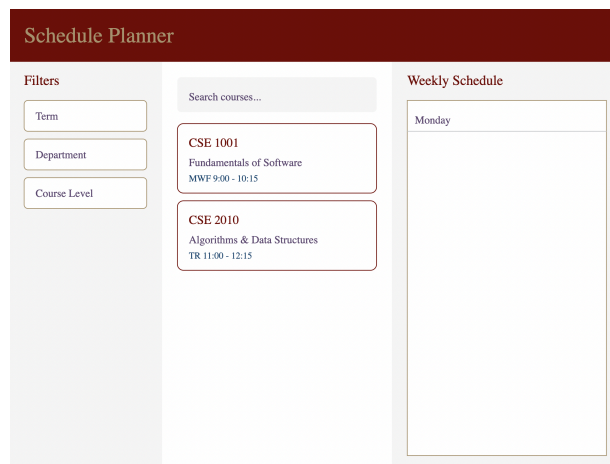 Schedule Planner
Filters
Term
Department
Course Level
Search courses...
CSE 1001
Fundamentals of Software
MWF 9:00 - 10:15
CSE 2010
Algorithms & Data Structures
TR 11:00 - 12:15
Weekly Schedule
Monday